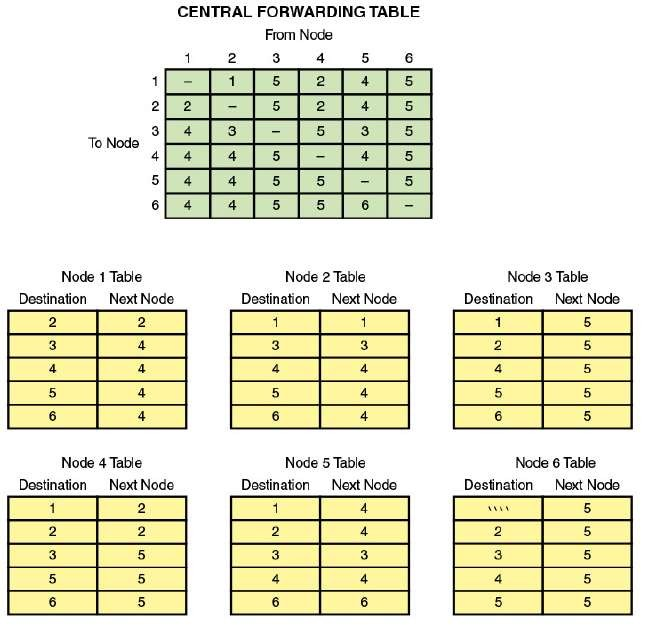 CENTRAL FORWARDING TABLE
From Node
1 2 3 4 5 6
1 – 1 5 2 4 5
2 2 – 5 2 4 5
3 4 3 – 5 3 5
To Node
4 4 4 5 – 4 5
5 4 4 5 5 – 5
6 4 4 5 5 6 –
Node 1 Table Node 2 Table Node 3 Table
Destination Next Node Destination Next Node Destination Next Node
2 2 1 1 1 5
3 4 3 3 2 5
4 4 4 4 4 5
5 4 5 4 5 5
6 4 6 4 6 5
Node 4 Table Node 5 Table Node 6 Table
Destination Next Node Destination Next Node Destination Next Node
1 2 1 4 5
2 2 2 4 2 5
3 5 3 3 3 5
5 5 4 4 4 5
6 5 6 6 5 5